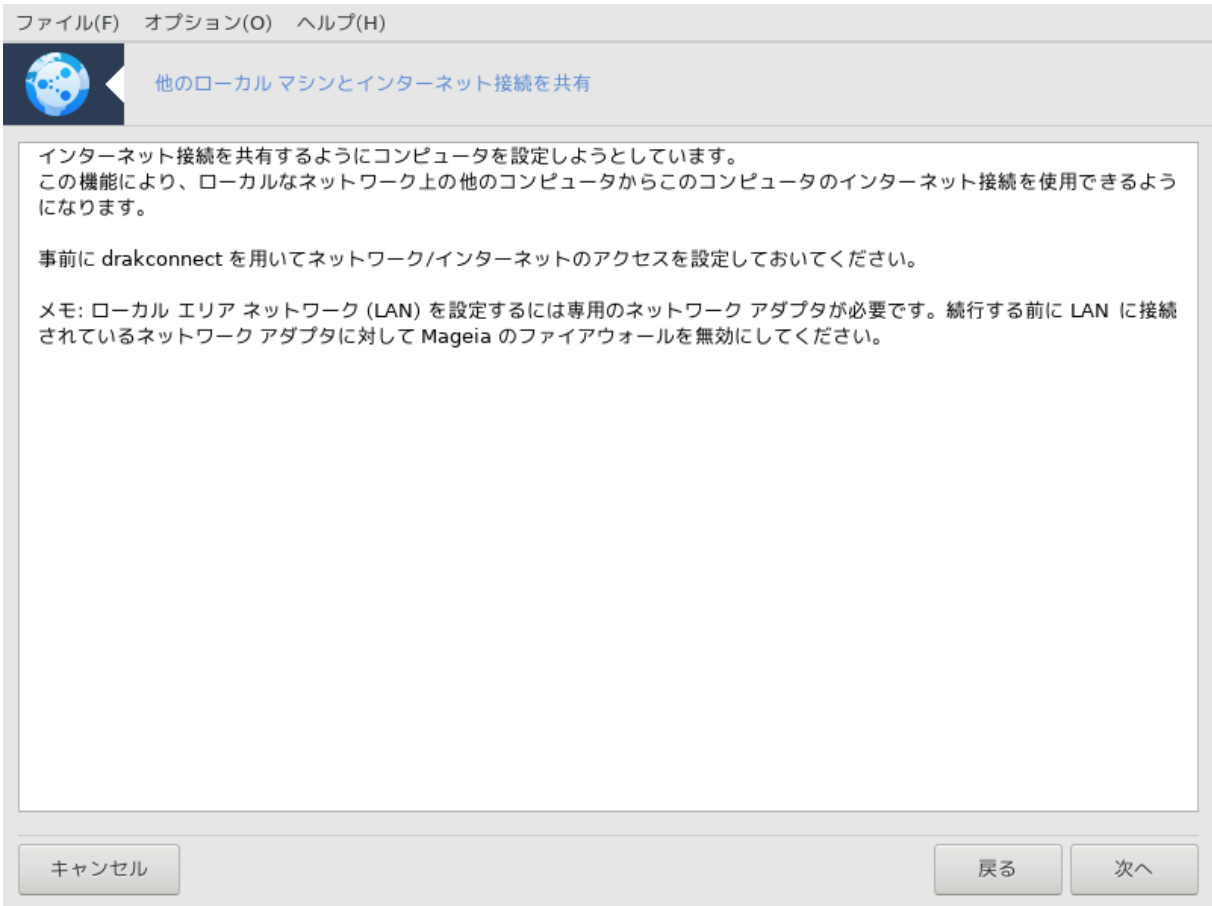 ファイル(F) オプション(O) ヘルプ(H)
他のローカル マシンとインターネット接続を共有
インターネット接続を共有するようにコンピュータを設定しようとしています。
この機能により、ローカルなネットワーク上の他のコンピュータからこのコンピュータのインターネット接続を使用できるよう
になります。
事前に drakconnect を用いてネットワーク/インターネットのアクセスを設定しておいてください。
メモ: ローカル エリア ネットワーク (LAN) を設定するには専用のネットワーク アダプタが必要です。続行する前に LAN に接続
されているネットワーク アダプタに対して Mageia のファイアウォールを無効にしてください。
キャンセル 戻る 次へ